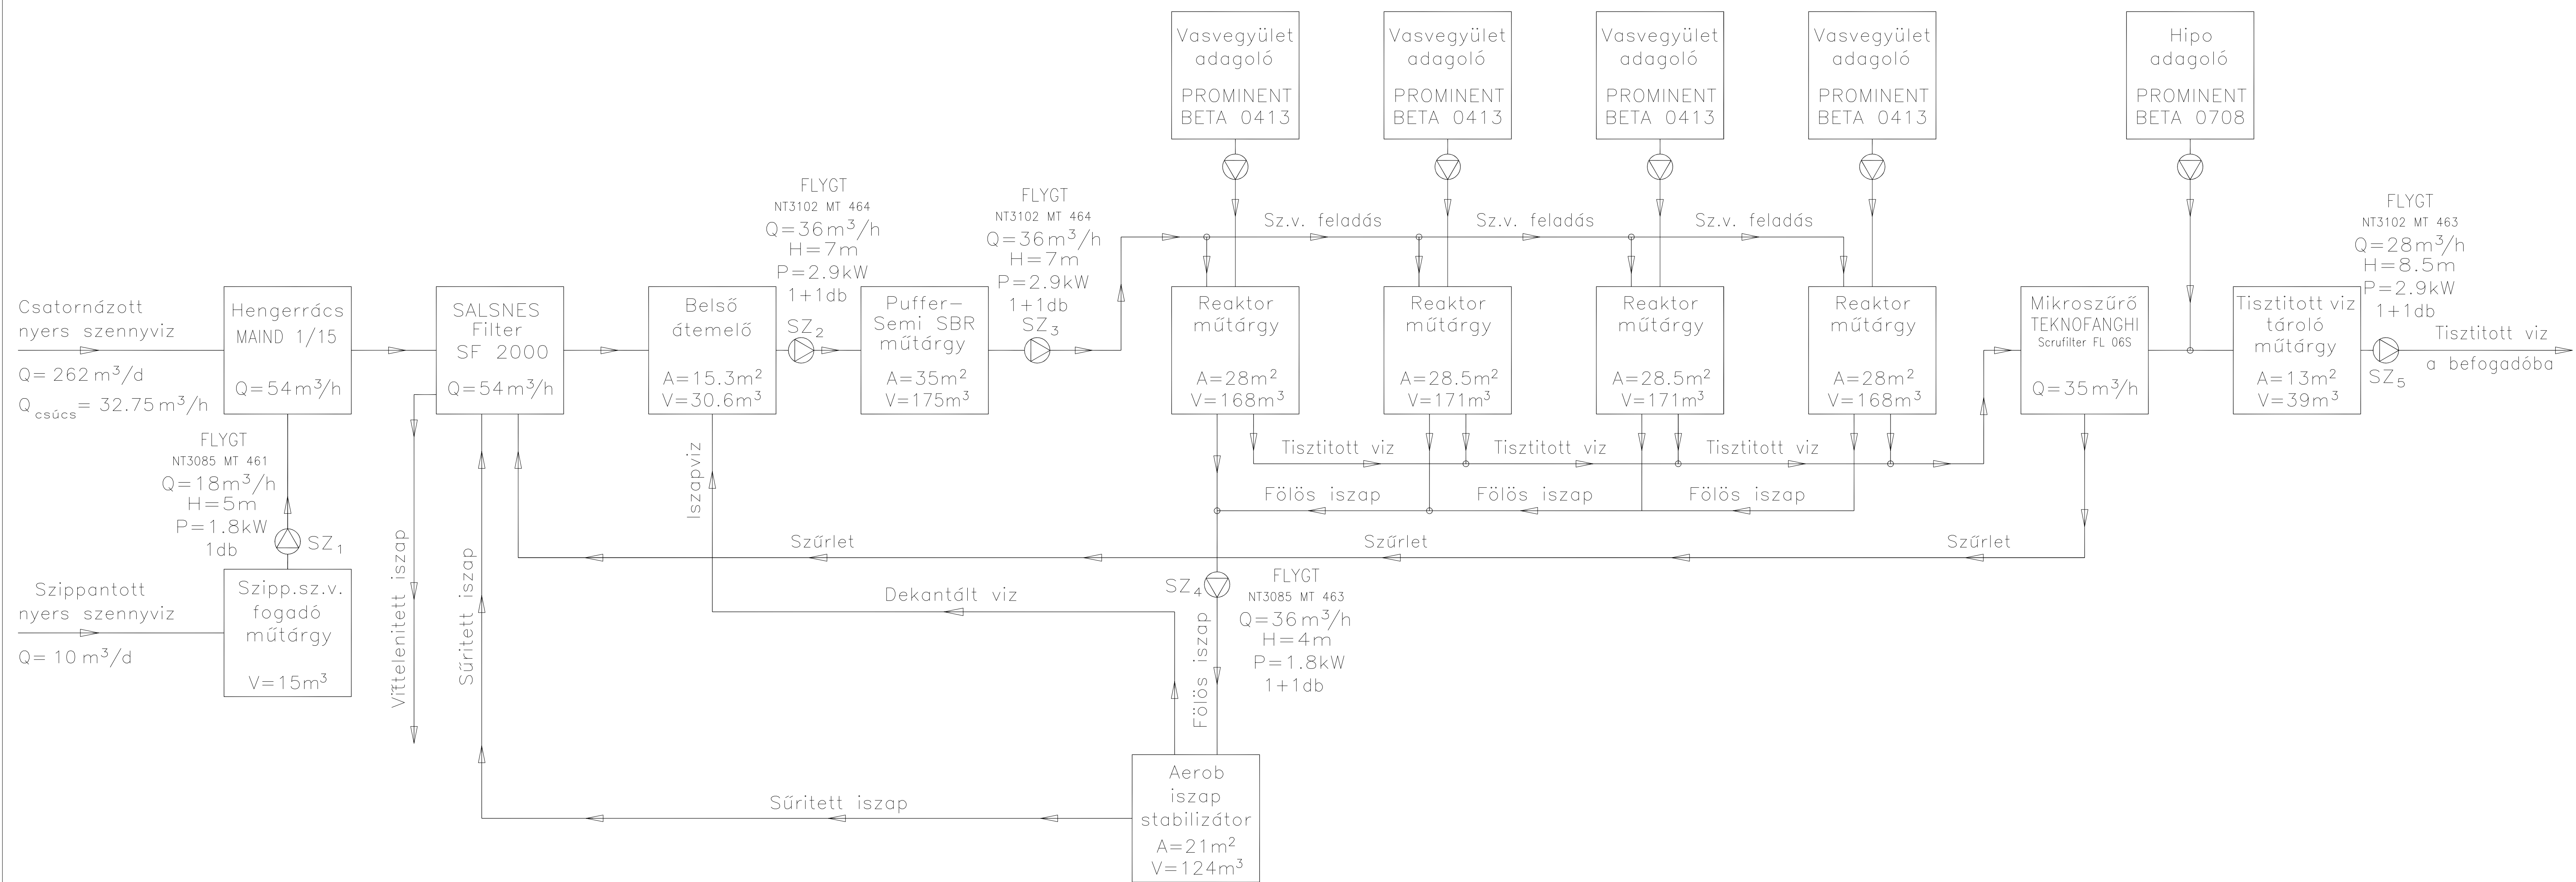 Vasvegyület
adagoló
PROMINENT
BETA 0413
Vasvegyület
adagoló
PROMINENT
BETA 0413
Vasvegyület
adagoló
PROMINENT
BETA 0413
Vasvegyület
adagoló
PROMINENT
BETA 0413
Hipo
adagoló
PROMINENT
BETA 0708
FLYGT
NT3102 MT 464
Q=36m³/h
H=7m
P=2.9kW
1+1db
SZ₂
FLYGT
NT3102 MT 464
Q=36m³/h
H=7m
P=2.9kW
1+1db
SZ₃
Sz.v. feladás
Sz.v. feladás
Sz.v. feladás
FLYGT
NT3102 MT 463
Q=28m³/h
H=8.5m
P=2.9kW
1+1db
SZ₅
Csatornázott
nyers szennyviz
Q= 262 m³/d
Q csúcs = 32.75 m³/h
Hengerrács
MAIND 1/15
Q=54m³/h
SALSNES
Filter
SF 2000
Q=54m³/h
Belső
átemelő
A=15.3m²
V=30.6m³
Puffer–
Semi SBR
műtárgy
A=35m²
V=175m³
Reaktor
műtárgy
A=28m²
V=168m³
Reaktor
műtárgy
A=28.5m²
V=171m³
Reaktor
műtárgy
A=28.5m²
V=171m³
Reaktor
műtárgy
A=28m²
V=168m³
Mikroszűrő
TEKNOFANGHI
Scrufilter FL 06S
Q=35m³/h
Tisztitott viz
tároló
műtárgy
A=13m²
V=39m³
Tisztitott viz
a befogadóba
FLYGT
NT3085 MT 461
Q=18m³/h
H=5m
P=1.8kW
1db
SZ₁
Tisztitott viz
Tisztitott viz
Tisztitott viz
Fölös iszap
Fölös iszap
Fölös iszap
Iszapviz
Szűrlet
Szűrlet
Szűrlet
Víttelenitett iszap
Sűritett iszap
Szippantott
nyers szennyviz
Q= 10 m³/d
Szipp.sz.v.
fogadó
műtárgy
V=15m³
Dekantált viz
SZ₄
FLYGT
NT3085 MT 463
Q=36m³/h
H=4m
P=1.8kW
1+1db
Fölös iszap
Sűritett iszap
Aerob
iszap
stabilizátor
A=21m²
V=124m³